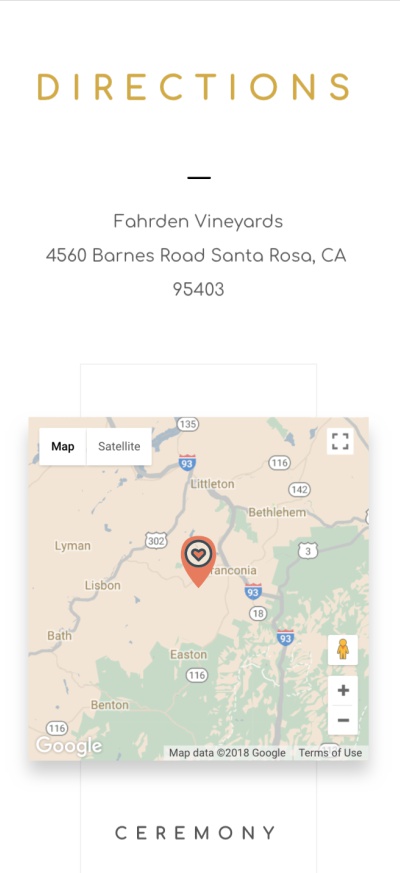 DIRECTIONS
Fahrden Vineyards
4560 Barnes Road Santa Rosa, CA
95403
Map Satellite
135
93
116
Littleton
142
Bethlehem
302
Lyman
3
ranconia
Lisbon
93
18
Bath
93
Easton
116
Benton
116
Google
Map data ©2018 Google Terms of Use
CEREMONY